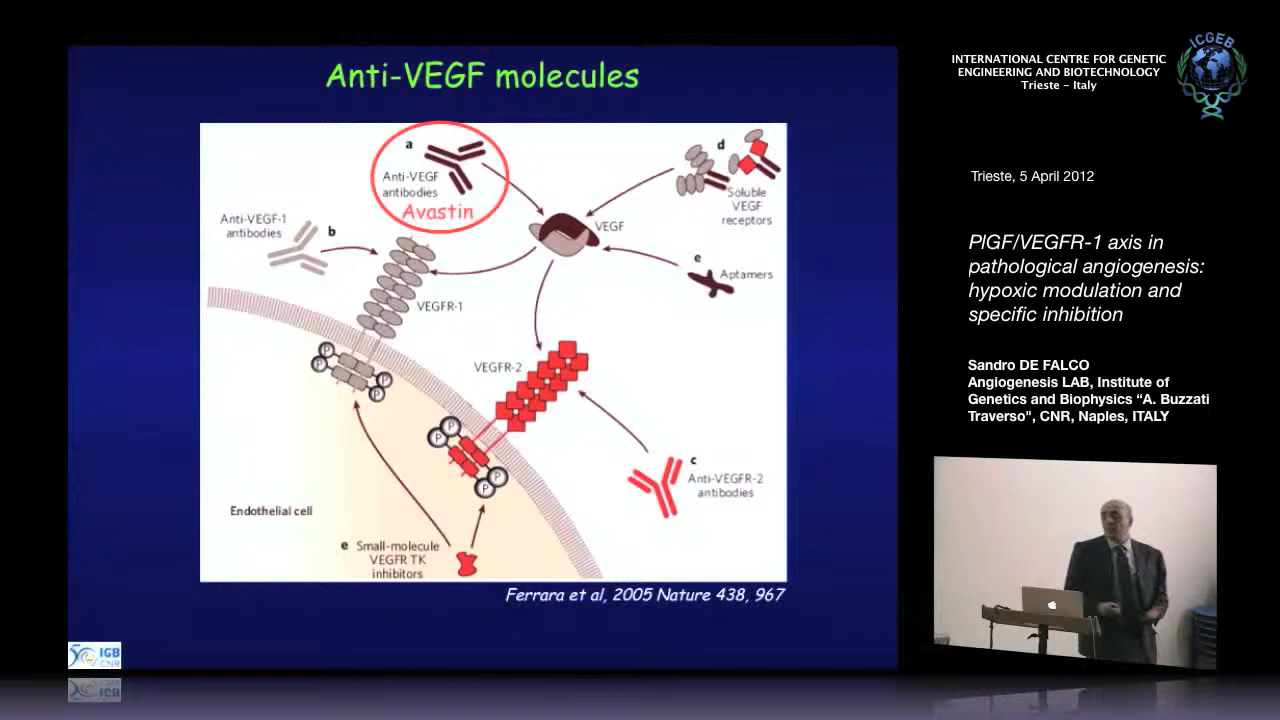 Anti-VEGF molecules
a
Anti-VEGF
antibodies
Avastin
d
Soluble
VEGF
receptors
Anti-VEGF-1
antibodies
b
VEGF
e
Aptamers
VEGFR-1
P
P
P
P
VEGFR-2
P
P
P
P
c
Anti-VEGFR-2
antibodies
Endothelial cell
e Small-molecule
VEGFR TK
inhibitors
Ferrara et al, 2005 Nature 438, 967
50 IGB
CNR
INTERNATIONAL CENTRE FOR GENETIC
ENGINEERING AND BIOTECHNOLOGY
Trieste – Italy
ICGEB
Trieste, 5 April 2012
PlGF/VEGFR-1 axis in
pathological angiogenesis:
hypoxic modulation and
specific inhibition
Sandro DE FALCO
Angiogenesis LAB, Institute of
Genetics and Biophysics “A. Buzzati
Traverso", CNR, Naples, ITALY